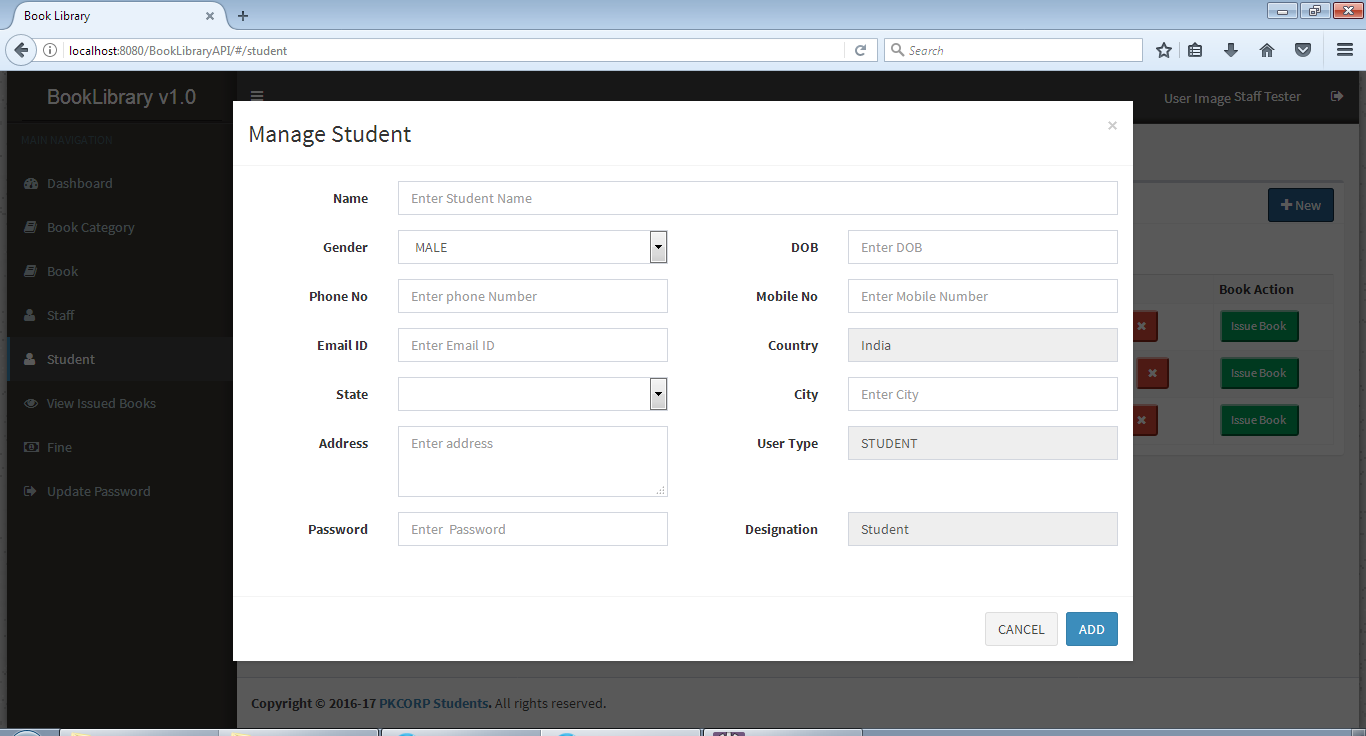 Book Library
localhost:8080/BookLibraryAPI/#/student
Search
BookLibrary v1.0
User Image Staff Tester
MAIN NAVIGATION
Dashboard
Book Category
Book
Staff
Student
View Issued Books
Fine
Update Password
Manage Student
×
Name Enter Student Name
Gender MALE DOB Enter DOB
Phone No Enter phone Number Mobile No Enter Mobile Number
Email ID Enter Email ID Country India
State City Enter City
Address Enter address User Type STUDENT
Password Enter  Password Designation Student
CANCEL ADD
New
Book Action
Issue Book
Issue Book
Issue Book
Copyright © 2016-17 PKCORP Students. All rights reserved.